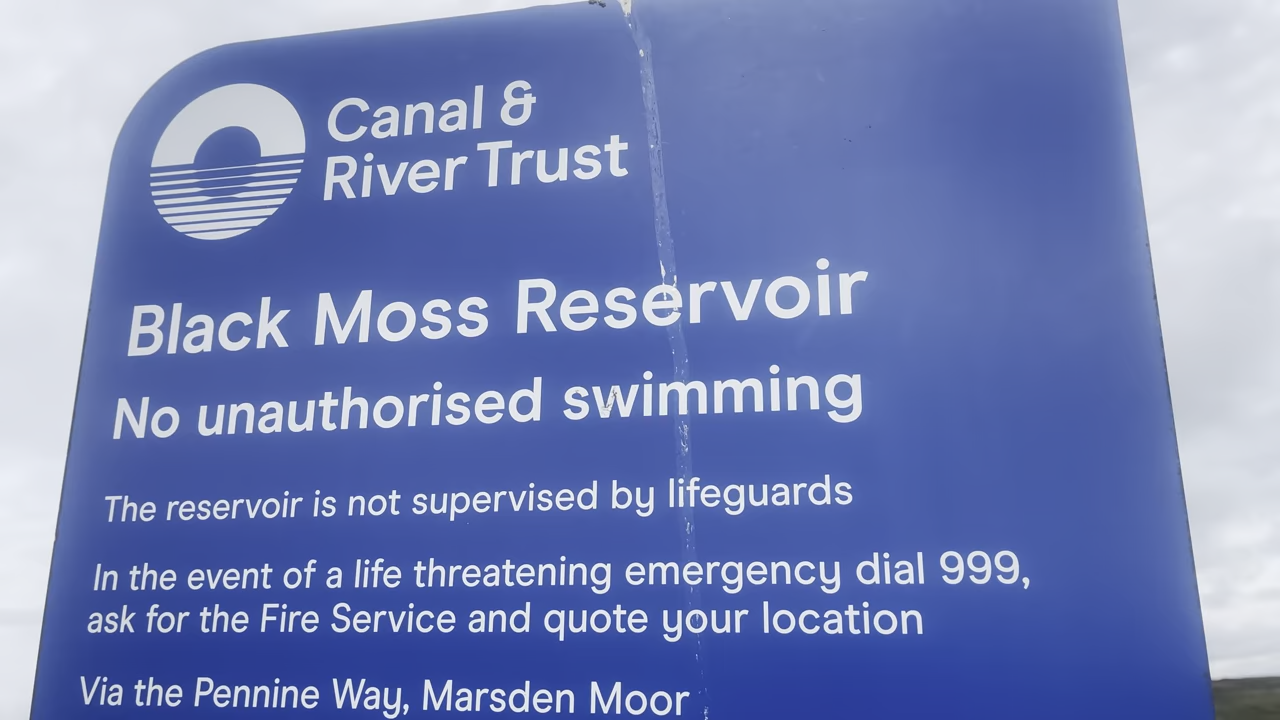 Canal &
River Trust
Black Moss Reservoir
No unauthorised swimming
The reservoir is not supervised by lifeguards
In the event of a life threatening emergency dial 999,
ask for the Fire Service and quote your location
Via the Pennine Way, Marsden Moor